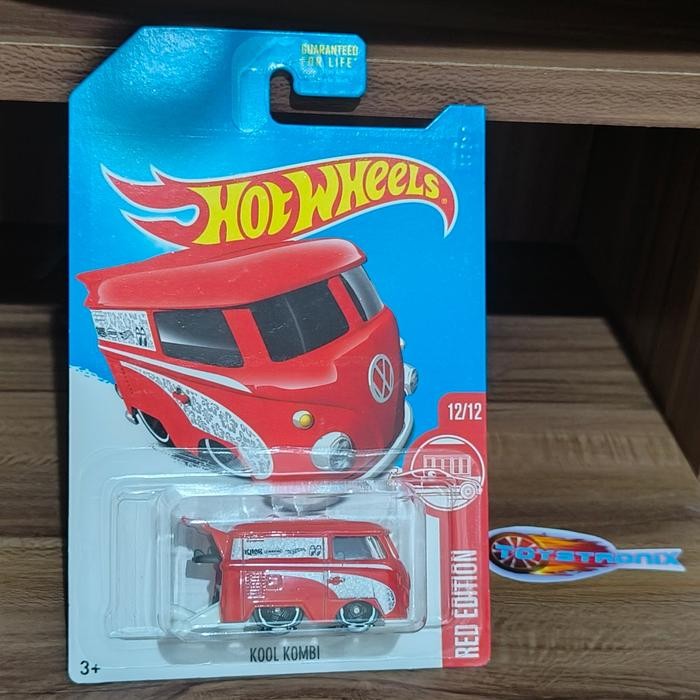 GUARANTEED
FOR LIFE*
HOT WHEELS
12/12
RED EDITION
KOOL KOMBI
3+
TOYSTRONIX